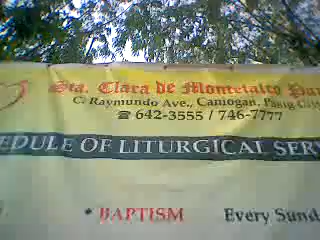 Sta. Clara de Montefalco Par
C. Raymundo Ave., Caniogan, Pasig City
☎ 642-3555 / 746-7777
EDULE OF LITURGICAL SERV
* BAPTISM Every Sund